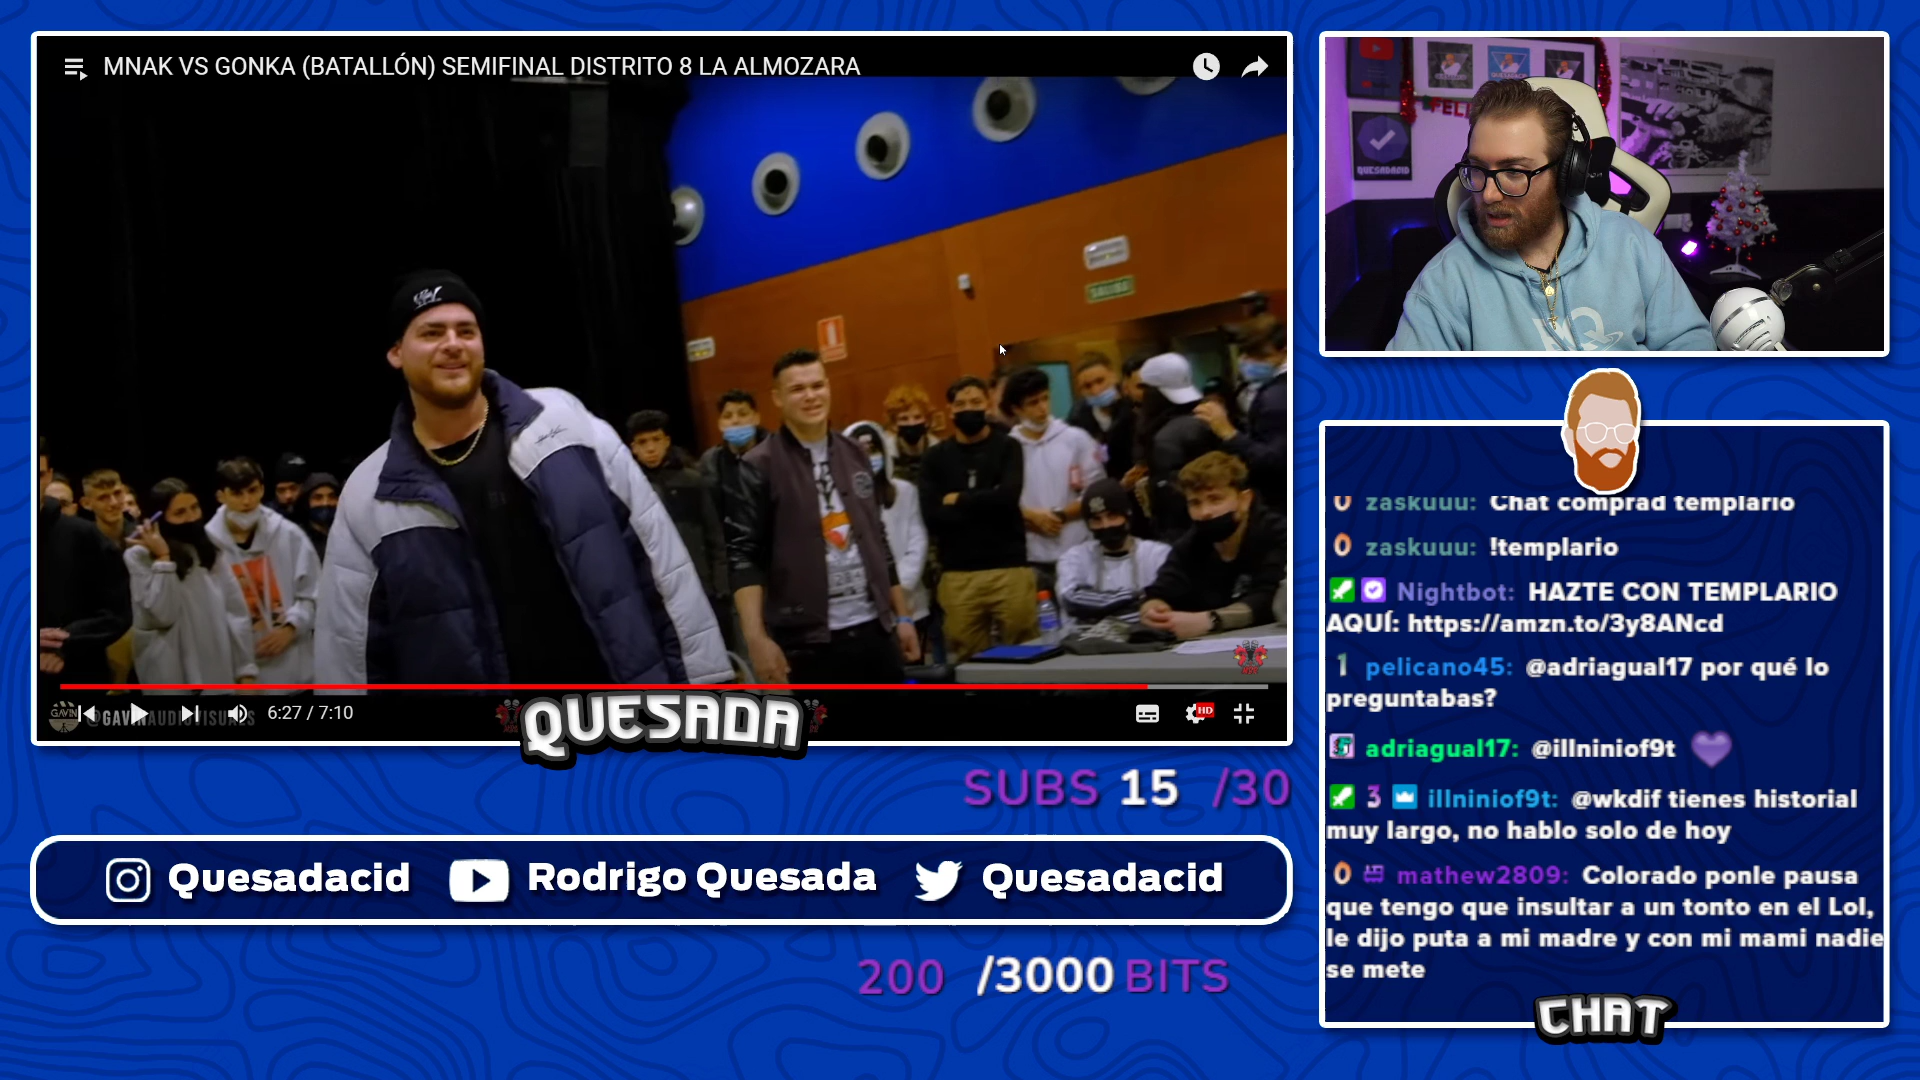 MNAK VS GONKA (BATALLÓN) SEMIFINAL DISTRITO 8 LA ALMOZARA
SALIDA
6:27 / 7:10
HD
QUESADA
SUBS 15 /30
Quesadacid
Rodrigo Quesada
Quesadacid
200 /3000 BITS
QUESADACID
0 zaskuuu: Chat comprad templario
0 zaskuuu: !templario
Nightbot: HAZTE CON TEMPLARIO
AQUÍ: https://amzn.to/3y8ANcd
1 pelicano45: @adriagual17 por qué lo
preguntabas?
adriagual17: @illniniof9t
3 illniniof9t: @wkdif tienes historial
muy largo, no hablo solo de hoy
0 mathew2809: Colorado ponle pausa
que tengo que insultar a un tonto en el Lol,
le dijo puta a mi madre y con mi mami nadie
se mete
CHAT